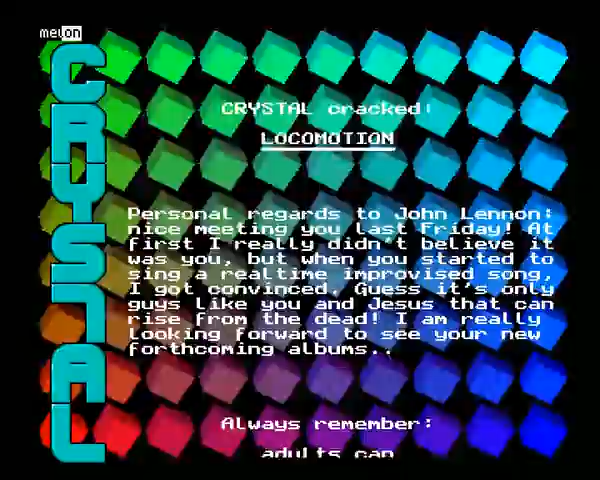 melon
CRYSTAL
CRYSTAL cracked:
LOCOMOTION
Personal regards to John Lennon:
nice meeting you last Friday! At
first I really didn't believe it
was you, but when you started to
sing a realtime improvised song,
I got convinced. Guess it's only
guys like you and Jesus that can
rise from the dead! I am really
looking forward to see your new
forthcoming albums..
Always remember:
adults can